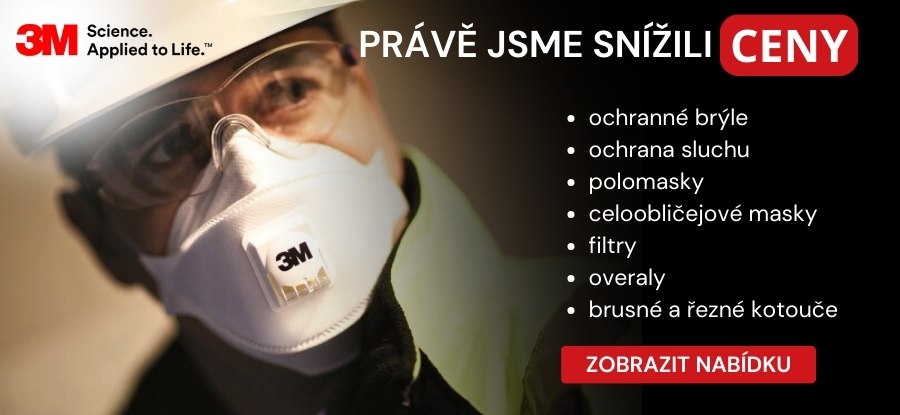 3M Science.
Applied to Life.™
PRÁVĚ JSME SNÍŽILI CENY
• ochranné brýle
• ochrana sluchu
• polomasky
• celoobličejové masky
• filtry
• overaly
• brusné a řezné kotouče
3M
ZOBRAZIT NABÍDKU